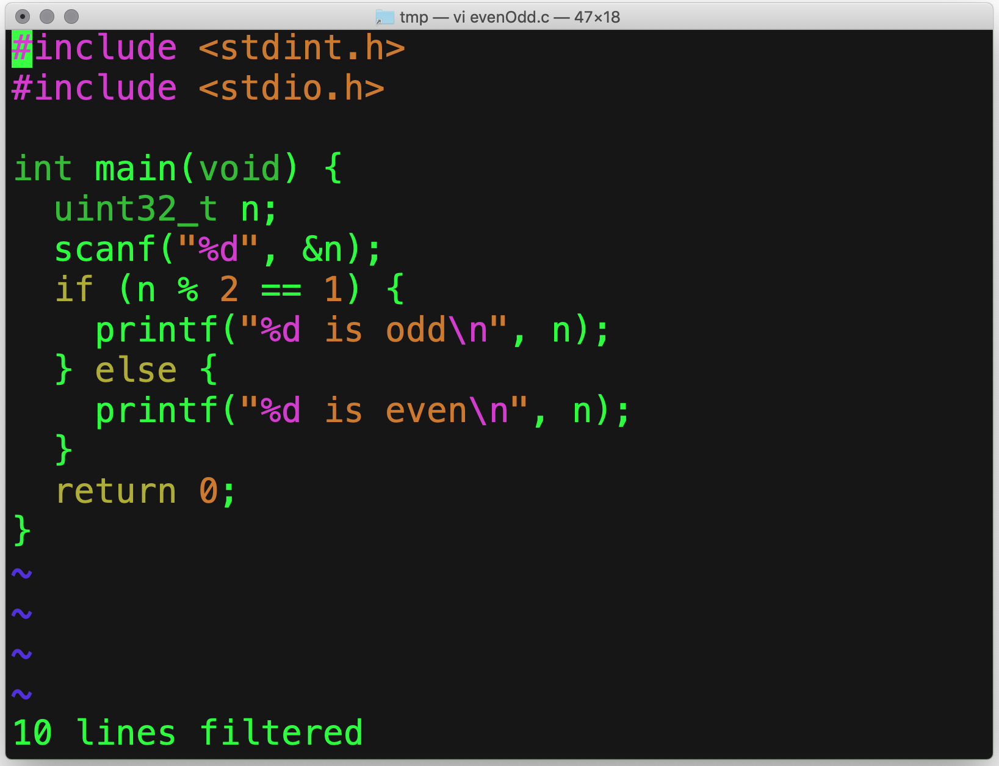 tmp — vi evenOdd.c — 47×18
#include <stdint.h>
#include <stdio.h>

int main(void) {
  uint32_t n;
  scanf("%d", &n);
  if (n % 2 == 1) {
    printf("%d is odd\n", n);
  } else {
    printf("%d is even\n", n);
  }
  return 0;
}
~
~
~
~
10 lines filtered